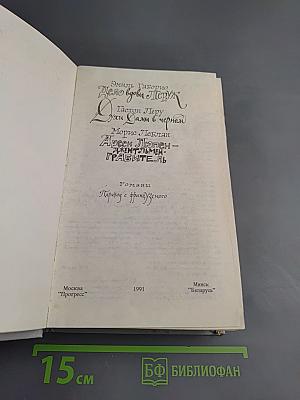 Эмиль Габорио
Дело вдовы Леруж
Гастон Леру
Духи Дамы в черном
Морис Леблан
Арсен Люпен –
джентльмен-
грабитель
Романы
Перевод с французского
Москва
"Прогресс"
1991
Минск
"Беларусь"
15 см
БФ БИБЛИОФАН